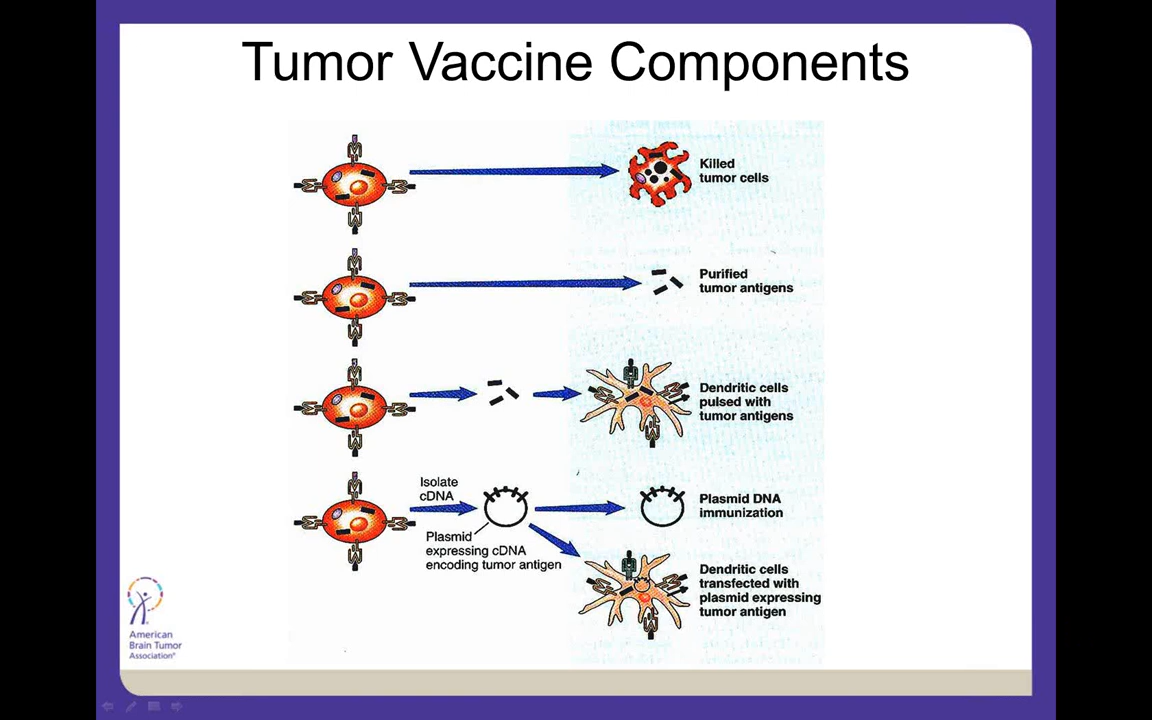 Tumor Vaccine Components
Killed
tumor cells
Purified
tumor antigens
Dendritic cells
pulsed with
tumor antigens
Isolate
cDNA
Plasmid
expressing cDNA
encoding tumor antigen
Plasmid DNA
immunization
Dendritic cells
transfected with
plasmid expressing
tumor antigen
American
Brain Tumor
Association®